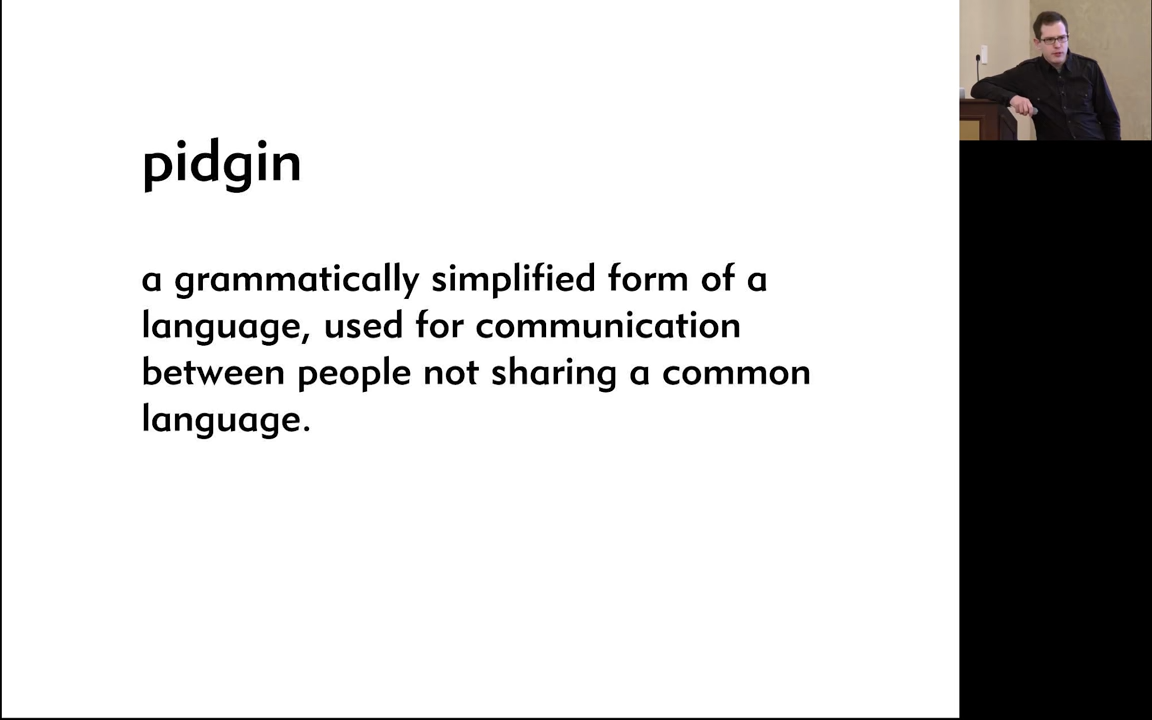 pidgin
a grammatically simplified form of a
language, used for communication
between people not sharing a common
language.